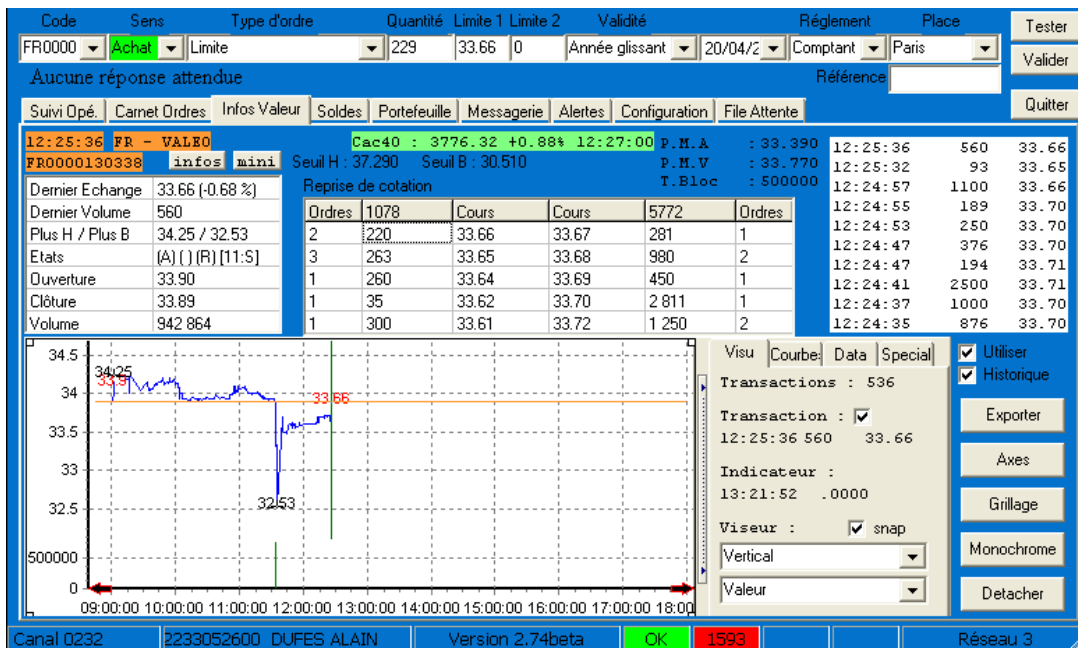 Code Sens Type d'ordre Quantité Limite 1 Limite 2 Validité Réglement Place
FR0000 Achat Limite 229 33.66 0 Année glissant 20/04/2 Comptant Paris
Tester
Valider
Quitter
Aucune réponse attendue
Référence
Suivi Opé. Carnet Ordres Infos Valeur Soldes Portefeuille Messagerie Alertes Configuration File Attente
12:25:36 FR - VALEO
Cac40 : 3776.32 +0.88% 12:27:00
P.M.A : 33.390
FR0000130338 infos mini
Seuil H : 37.290 Seuil B : 30.510
P.M.V : 33.770
Reprise de cotation
T.Bloc : 500000
Dernier Echange 33.66 (-0.68 %)
Dernier Volume 560
Plus H / Plus B 34.25 / 32.53
Etats (A) ( ) (R) [11:S]
Ouverture 33.90
Clôture 33.89
Volume 942 864
Ordres 1078 Cours Cours 5772 Ordres
2 220 33.66 33.67 281 1
3 263 33.65 33.68 980 2
1 260 33.64 33.69 450 1
1 35 33.62 33.70 2 811 1
1 300 33.61 33.72 1 250 2
12:25:36 560 33.66
12:25:32 93 33.65
12:24:57 1100 33.66
12:24:55 189 33.70
12:24:53 250 33.70
12:24:47 376 33.70
12:24:47 194 33.71
12:24:41 2500 33.71
12:24:37 1000 33.70
12:24:35 876 33.70
34.5
34
33.5
33
32.5
500000
0
34.25
33.9
33.66
32.53
09:00:00 10:00:00 11:00:00 12:00:00 13:00:00 14:00:00 15:00:00 16:00:00 17:00:00 18:00
Visu Courbe Data Special
Transactions : 536
Transaction :
12:25:36 560 33.66
Indicateur :
13:21:52 .0000
Viseur : snap
Vertical
Valeur
Utiliser
Historique
Exporter
Axes
Grillage
Monochrome
Detacher
Canal 0232 2233052600 DUFES ALAIN Version 2.74beta OK 1593 Réseau 3